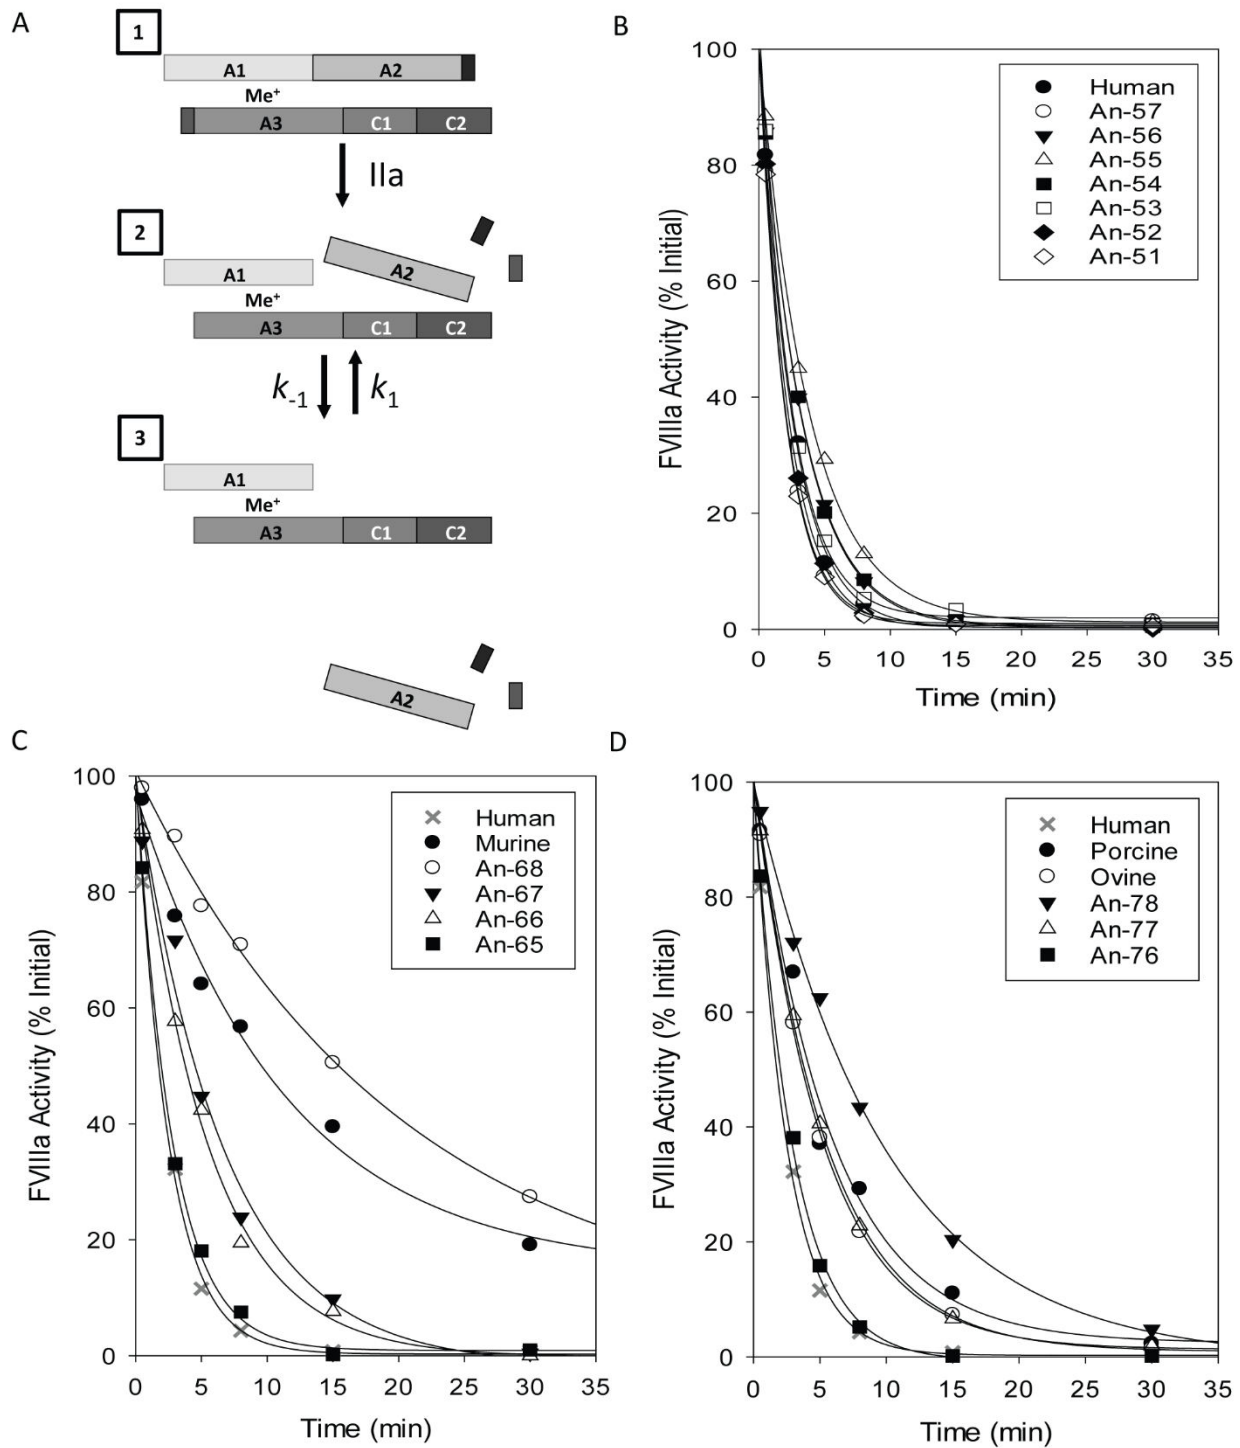 A
1
A1 A2
Me+
A3 C1 C2
IIa
2
A1 A2
Me+
A3 C1 C2
k-1 k1
3
A1
Me+
A3 C1 C2
A2
B
100
80
60
40
20
0
FVIIIa Activity (% Initial)
0 5 10 15 20 25 30 35
Time (min)
Human
An-57
An-56
An-55
An-54
An-53
An-52
An-51
C
100
80
60
40
20
0
FVIIIa Activity (% Initial)
0 5 10 15 20 25 30 35
Time (min)
Human
Murine
An-68
An-67
An-66
An-65
D
100
80
60
40
20
0
FVIIIa Activity (% Initial)
0 5 10 15 20 25 30 35
Time (min)
Human
Porcine
Ovine
An-78
An-77
An-76